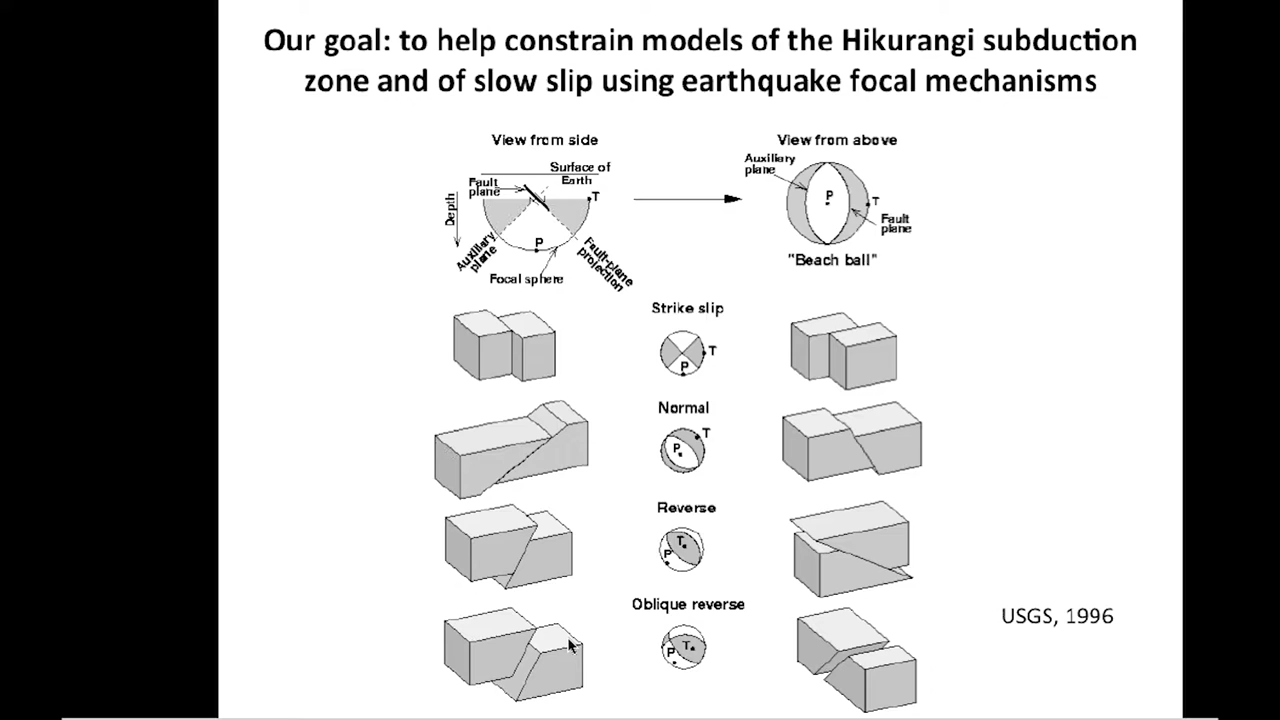 Our goal: to help constrain models of the Hikurangi subduction
zone and of slow slip using earthquake focal mechanisms
View from side
View from above
Surface of
Earth
Fault
plane
T
Depth
P
Auxiliary
plane
Fault-plane
projection
Focal sphere
Auxiliary
plane
P
T
Fault
plane
"Beach ball"
Strike slip
T
P
Normal
T
P
Reverse
T
P
Oblique reverse
T
P
USGS, 1996